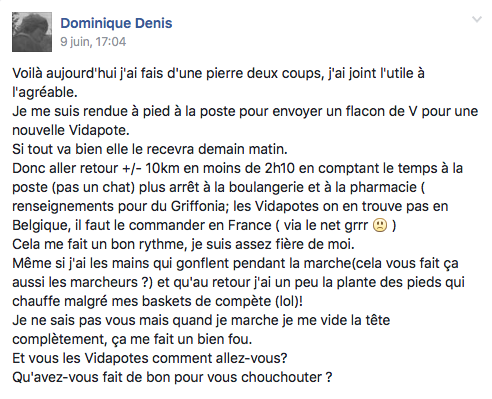 Dominique Denis
9 juin, 17:04
Voilà aujourd'hui j'ai fais d'une pierre deux coups, j'ai joint l'utile à
l'agréable.
Je me suis rendue à pied à la poste pour envoyer un flacon de V pour une
nouvelle Vidapote.
Si tout va bien elle le recevra demain matin.
Donc aller retour +/- 10km en moins de 2h10 en comptant le temps à la
poste (pas un chat) plus arrêt à la boulangerie et à la pharmacie (
renseignements pour du Griffonia; les Vidapotes on en trouve pas en
Belgique, il faut le commander en France ( via le net grrr 🙁 )
Cela me fait un bon rythme, je suis assez fière de moi.
Même si j'ai les mains qui gonflent pendant la marche(cela vous fait ça
aussi les marcheurs ?) et qu'au retour j'ai un peu la plante des pieds qui
chauffe malgré mes baskets de compète (lol)!
Je ne sais pas vous mais quand je marche je me vide la tête
complètement, ça me fait un bien fou.
Et vous les Vidapotes comment allez-vous?
Qu'avez-vous fait de bon pour vous chouchouter ?